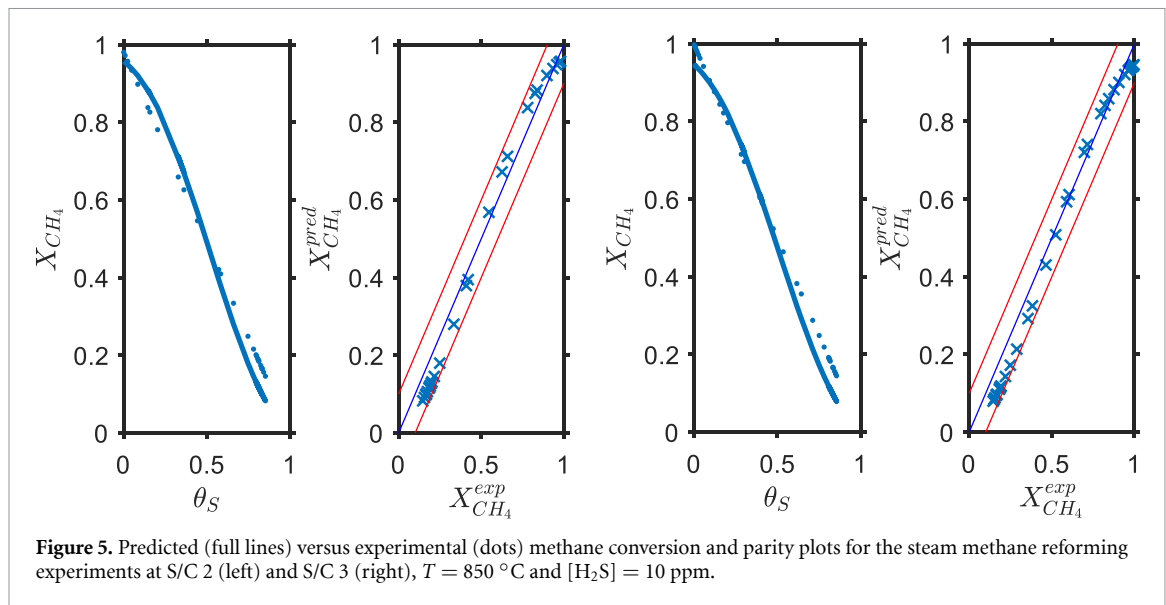 1
0.8
0.6
0.4
0.2
0
X_{CH_4}
0 0.5 1
θ_S
1
0.8
0.6
0.4
0.2
0
X^{pred}_{CH_4}
0 0.5 1
X^{exp}_{CH_4}
1
0.8
0.6
0.4
0.2
0
X_{CH_4}
0 0.5 1
θ_S
1
0.8
0.6
0.4
0.2
0
X^{pred}_{CH_4}
0 0.5 1
X^{exp}_{CH_4}
Figure 5. Predicted (full lines) versus experimental (dots) methane conversion and parity plots for the steam methane reforming
experiments at S/C 2 (left) and S/C 3 (right), T = 850 °C and [H₂S] = 10 ppm.